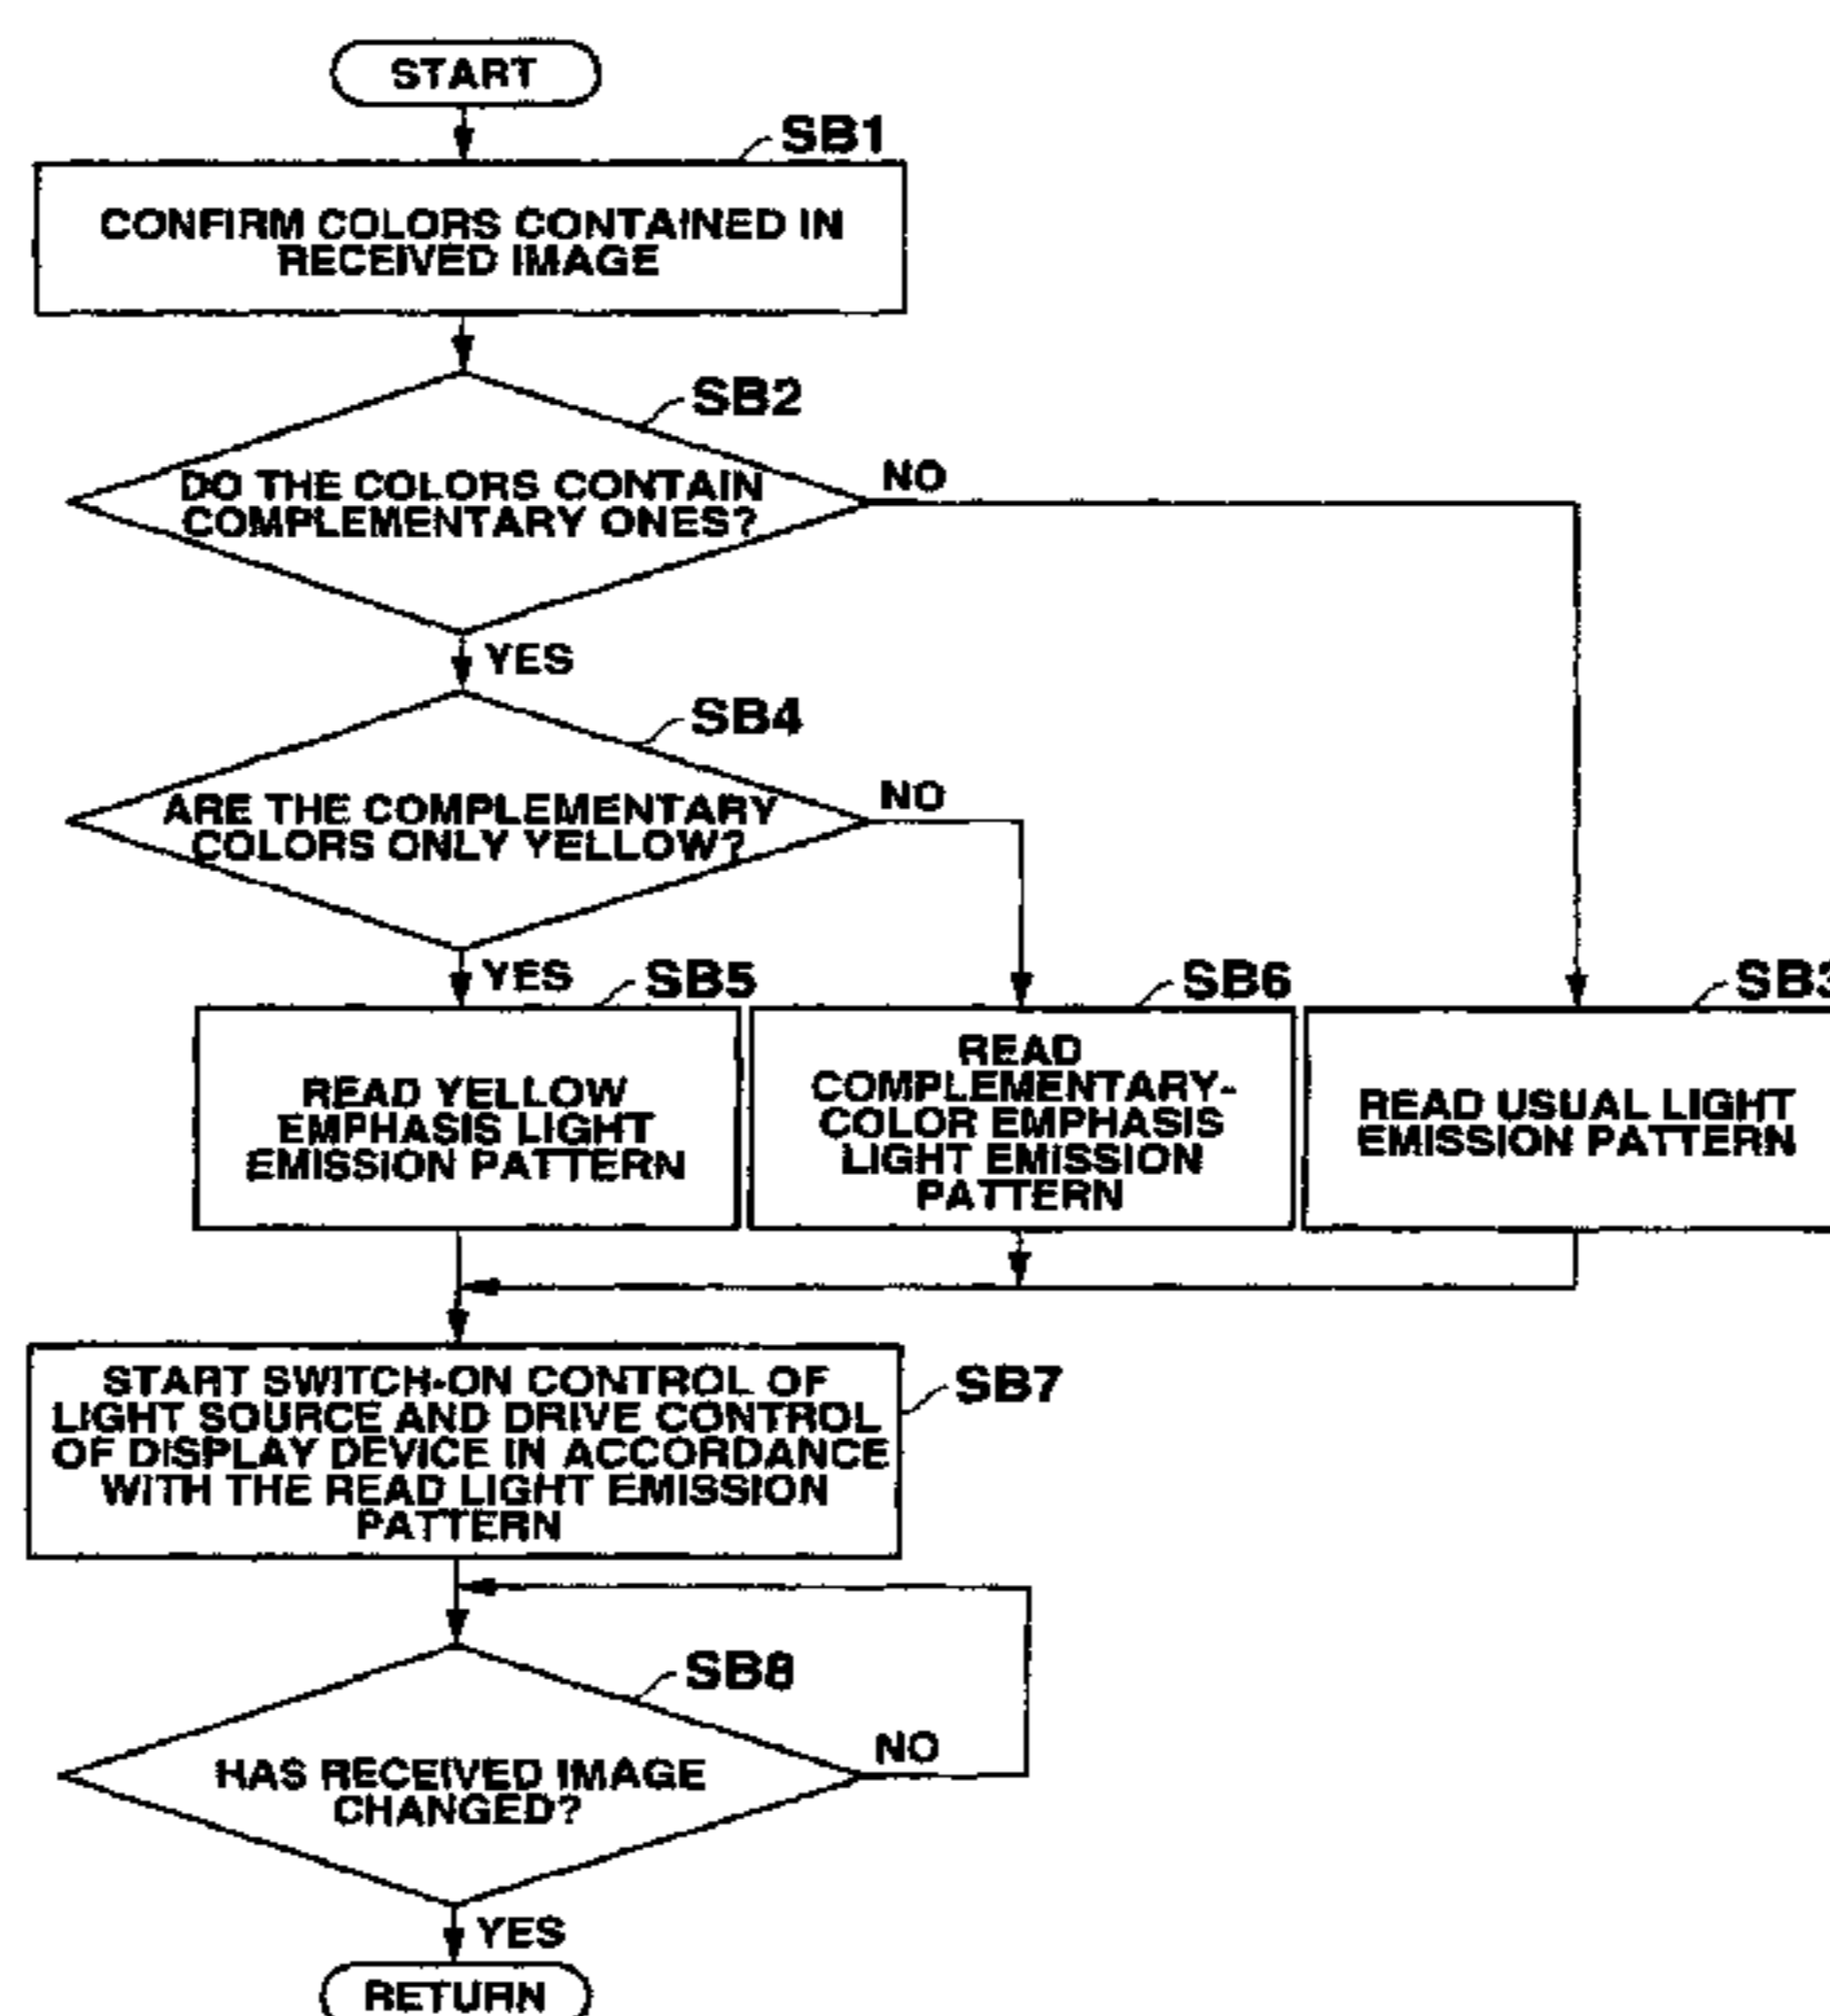 START
SB1
CONFIRM COLORS CONTAINED IN
RECEIVED IMAGE
SB2
DO THE COLORS CONTAIN
COMPLEMENTARY ONES?
NO
YES
SB4
ARE THE COMPLEMENTARY
COLORS ONLY YELLOW?
NO
YES
SB5
READ YELLOW
EMPHASIS LIGHT
EMISSION PATTERN
SB6
READ
COMPLEMENTARY-
COLOR EMPHASIS
LIGHT EMISSION
PATTERN
SB3
READ USUAL LIGHT
EMISSION PATTERN
START SWITCH-ON CONTROL OF
LIGHT SOURCE AND DRIVE CONTROL
OF DISPLAY DEVICE IN ACCORDANCE
WITH THE READ LIGHT EMISSION
PATTERN
SB7
SB8
HAS RECEIVED IMAGE
CHANGED?
NO
YES
RETURN